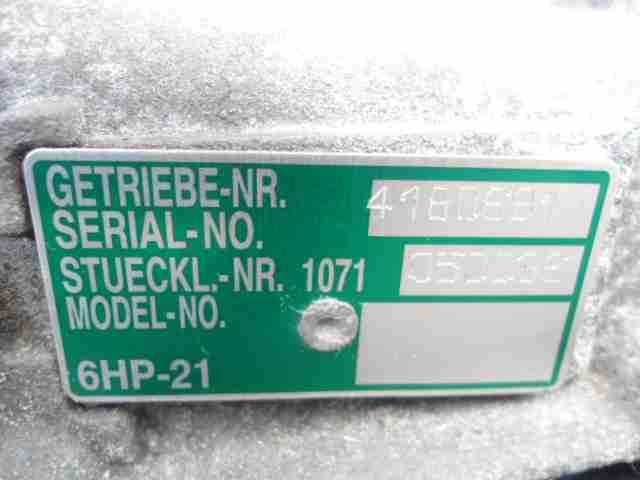 GETRIEBE-NR.
SERIAL-NO.
STUECKL.-NR. 1071
MODEL-NO.
6HP-21